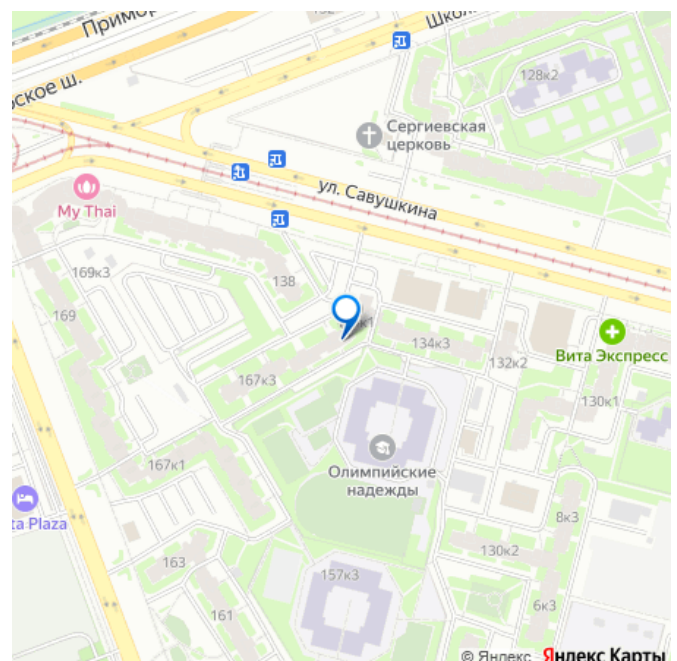 Школ
Примор
рское ш.
128к2
Сергиевская
церковь
ул. Савушкина
My Thai
169к3
138
169
134к3
132к2
Вита Экспресс
167к3
130к1
Олимпийские
надежды
167к1
ta Plaza
8к3
130к2
163
157к3
161
6к3
© Яндекс Яндекс Карты